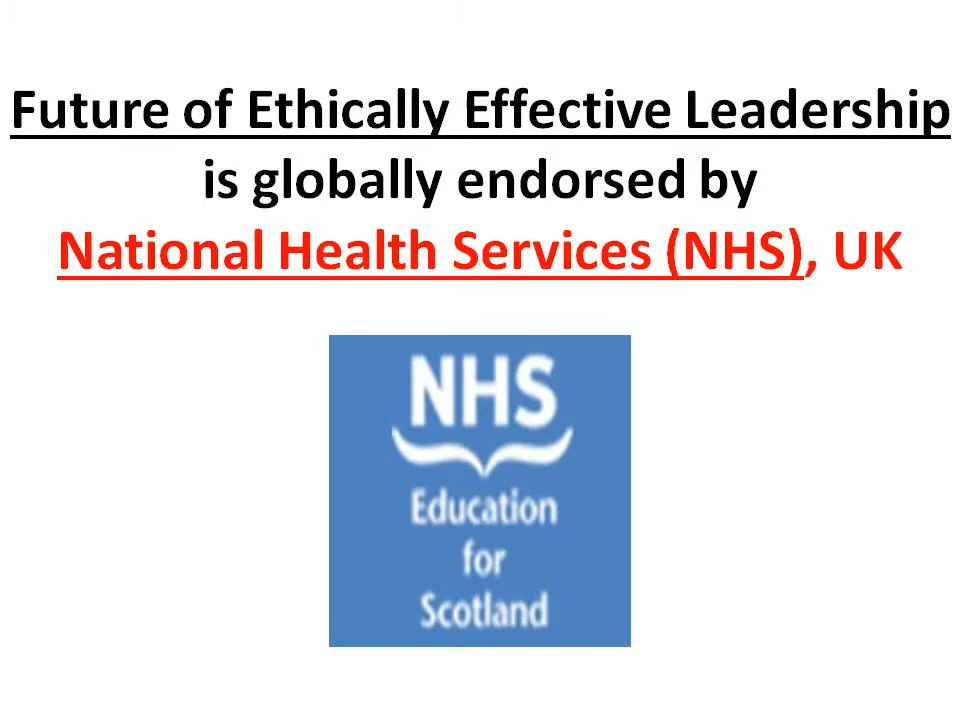 Future of Ethically Effective Leadership
is globally endorsed by
National Health Services (NHS), UK
NHS
Education
for
Scotland